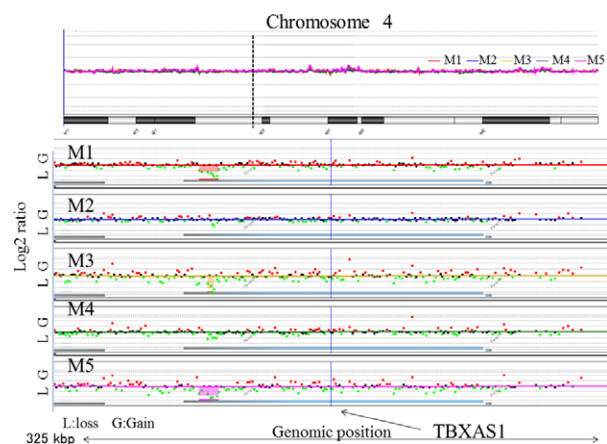 Chromosome 4
M1 M2 M3 M4 M5
Log2 ratio
L G
M1
L G
M2
L G
M3
L G
M4
L G
M5
L:loss G:Gain
325 kbp
Genomic position
TBXAS1